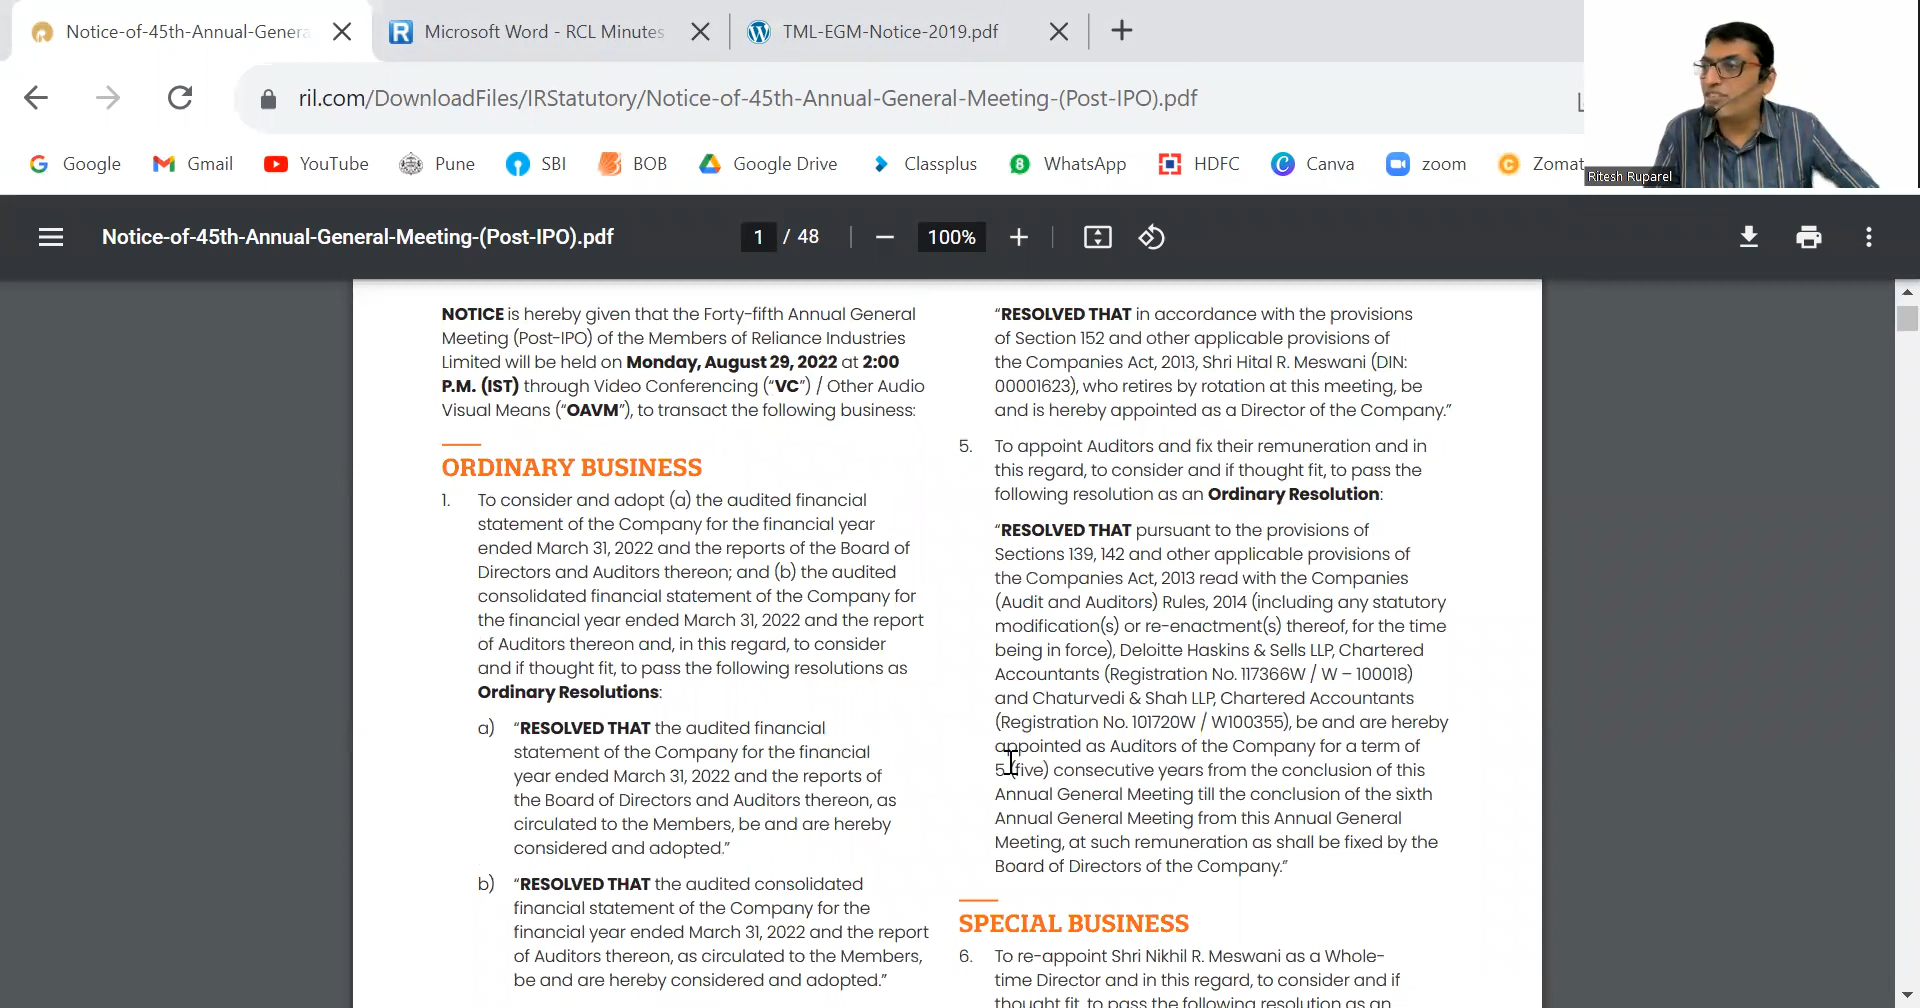 Notice-of-45th-Annual-Genera
Microsoft Word - RCL Minutes
TML-EGM-Notice-2019.pdf
ril.com/DownloadFiles/IRStatutory/Notice-of-45th-Annual-General-Meeting-(Post-IPO).pdf
Google
Gmail
YouTube
Pune
SBI
BOB
Google Drive
Classplus
WhatsApp
HDFC
Canva
zoom
Zomat
Ritesh Ruparel
Notice-of-45th-Annual-General-Meeting-(Post-IPO).pdf
1 / 48
100%
NOTICE is hereby given that the Forty-fifth Annual General
Meeting (Post-IPO) of the Members of Reliance Industries
Limited will be held on Monday, August 29, 2022 at 2:00
P.M. (IST) through Video Conferencing (“VC”) / Other Audio
Visual Means (“OAVM”), to transact the following business:
ORDINARY BUSINESS
1. To consider and adopt (a) the audited financial
statement of the Company for the financial year
ended March 31, 2022 and the reports of the Board of
Directors and Auditors thereon; and (b) the audited
consolidated financial statement of the Company for
the financial year ended March 31, 2022 and the report
of Auditors thereon and, in this regard, to consider
and if thought fit, to pass the following resolutions as
Ordinary Resolutions:
a) “RESOLVED THAT the audited financial
statement of the Company for the financial
year ended March 31, 2022 and the reports of
the Board of Directors and Auditors thereon, as
circulated to the Members, be and are hereby
considered and adopted.”
b) “RESOLVED THAT the audited consolidated
financial statement of the Company for the
financial year ended March 31, 2022 and the report
of Auditors thereon, as circulated to the Members,
be and are hereby considered and adopted.”
“RESOLVED THAT in accordance with the provisions
of Section 152 and other applicable provisions of
the Companies Act, 2013, Shri Hital R. Meswani (DIN:
00001623), who retires by rotation at this meeting, be
and is hereby appointed as a Director of the Company.”
5. To appoint Auditors and fix their remuneration and in
this regard, to consider and if thought fit, to pass the
following resolution as an Ordinary Resolution:
“RESOLVED THAT pursuant to the provisions of
Sections 139, 142 and other applicable provisions of
the Companies Act, 2013 read with the Companies
(Audit and Auditors) Rules, 2014 (including any statutory
modification(s) or re-enactment(s) thereof, for the time
being in force), Deloitte Haskins & Sells LLP, Chartered
Accountants (Registration No. 117366W / W – 100018)
and Chaturvedi & Shah LLP, Chartered Accountants
(Registration No. 101720W / W100355), be and are hereby
appointed as Auditors of the Company for a term of
5 (five) consecutive years from the conclusion of this
Annual General Meeting till the conclusion of the sixth
Annual General Meeting from this Annual General
Meeting, at such remuneration as shall be fixed by the
Board of Directors of the Company.”
SPECIAL BUSINESS
6. To re-appoint Shri Nikhil R. Meswani as a Whole-
time Director and in this regard, to consider and if
thought fit, to pass the following resolution as an